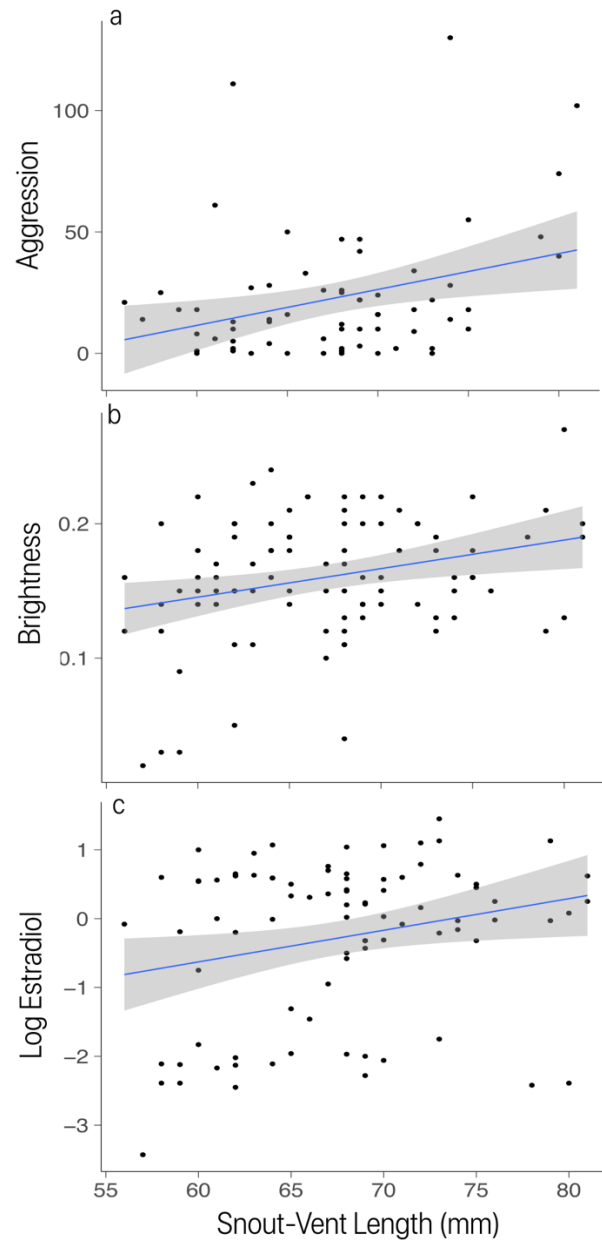 a
100
50
0
Aggression
b
0.2
0.1
Brightness
c
1
0
−1
−2
−3
Log Estradiol
55 60 65 70 75 80
Snout-Vent Length (mm)